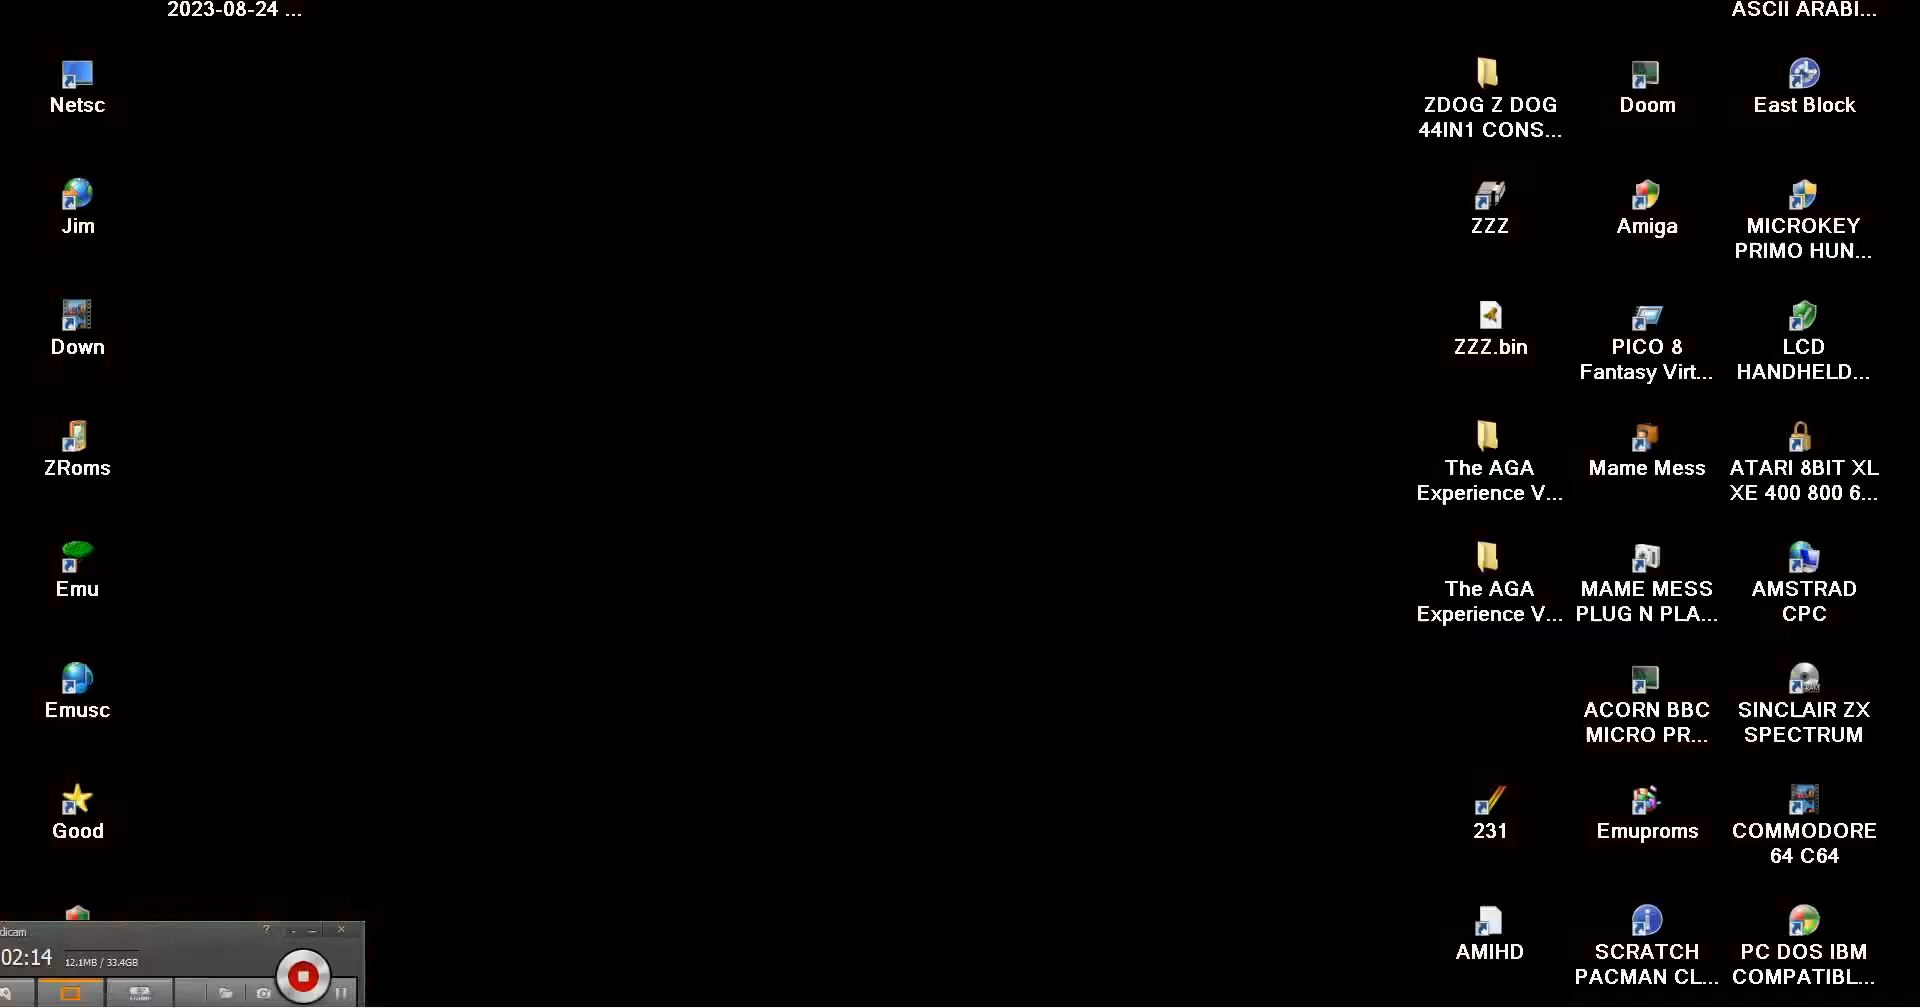 2023-08-24 ...
ASCII ARABI...
Netsc
ZDOG Z DOG
44IN1 CONS...
Doom
East Block
Jim
ZZZ
Amiga
MICROKEY
PRIMO HUN...
Down
ZZZ.bin
PICO 8
Fantasy Virt...
LCD
HANDHELD...
ZRoms
The AGA
Experience V...
Mame Mess
ATARI 8BIT XL
XE 400 800 6...
Emu
The AGA
Experience V...
MAME MESS
PLUG N PLA...
AMSTRAD
CPC
Emusc
ACORN BBC
MICRO PR...
SINCLAIR ZX
SPECTRUM
Good
231
Emuproms
COMMODORE
64 C64
AMIHD
SCRATCH
PACMAN CL...
PC DOS IBM
COMPATIBL...
dicam
02:14
12.1MB / 33.4GB